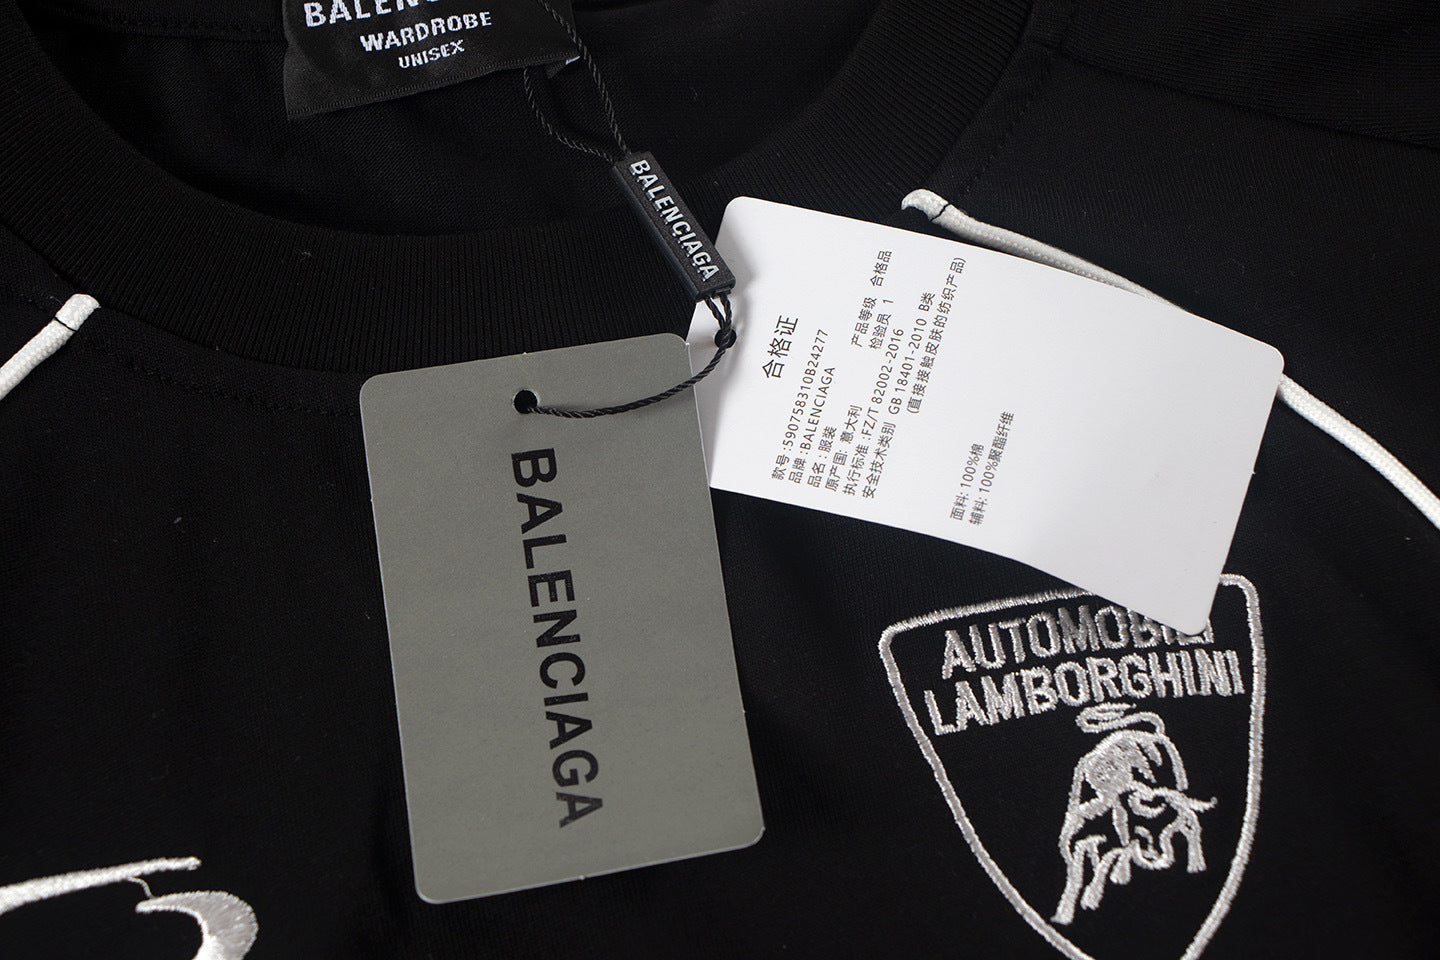 BALENCIAGA
WARDROBE
UNISEX
BALENCIAGA
BALENCIAGA
合格证
款号:590758310B24277
品牌:BALENCIAGA
品名:服装
原产国: 意大利
产品等级 合格品
执行标准:FZ/T 82002-2016
检验员 1
安全技术类别 GB 18401-2010 B类
(直接接触皮肤的纺织产品)
面料: 100%棉
辅料: 100%聚酯纤维
AUTOMOBILI
LAMBORGHINI